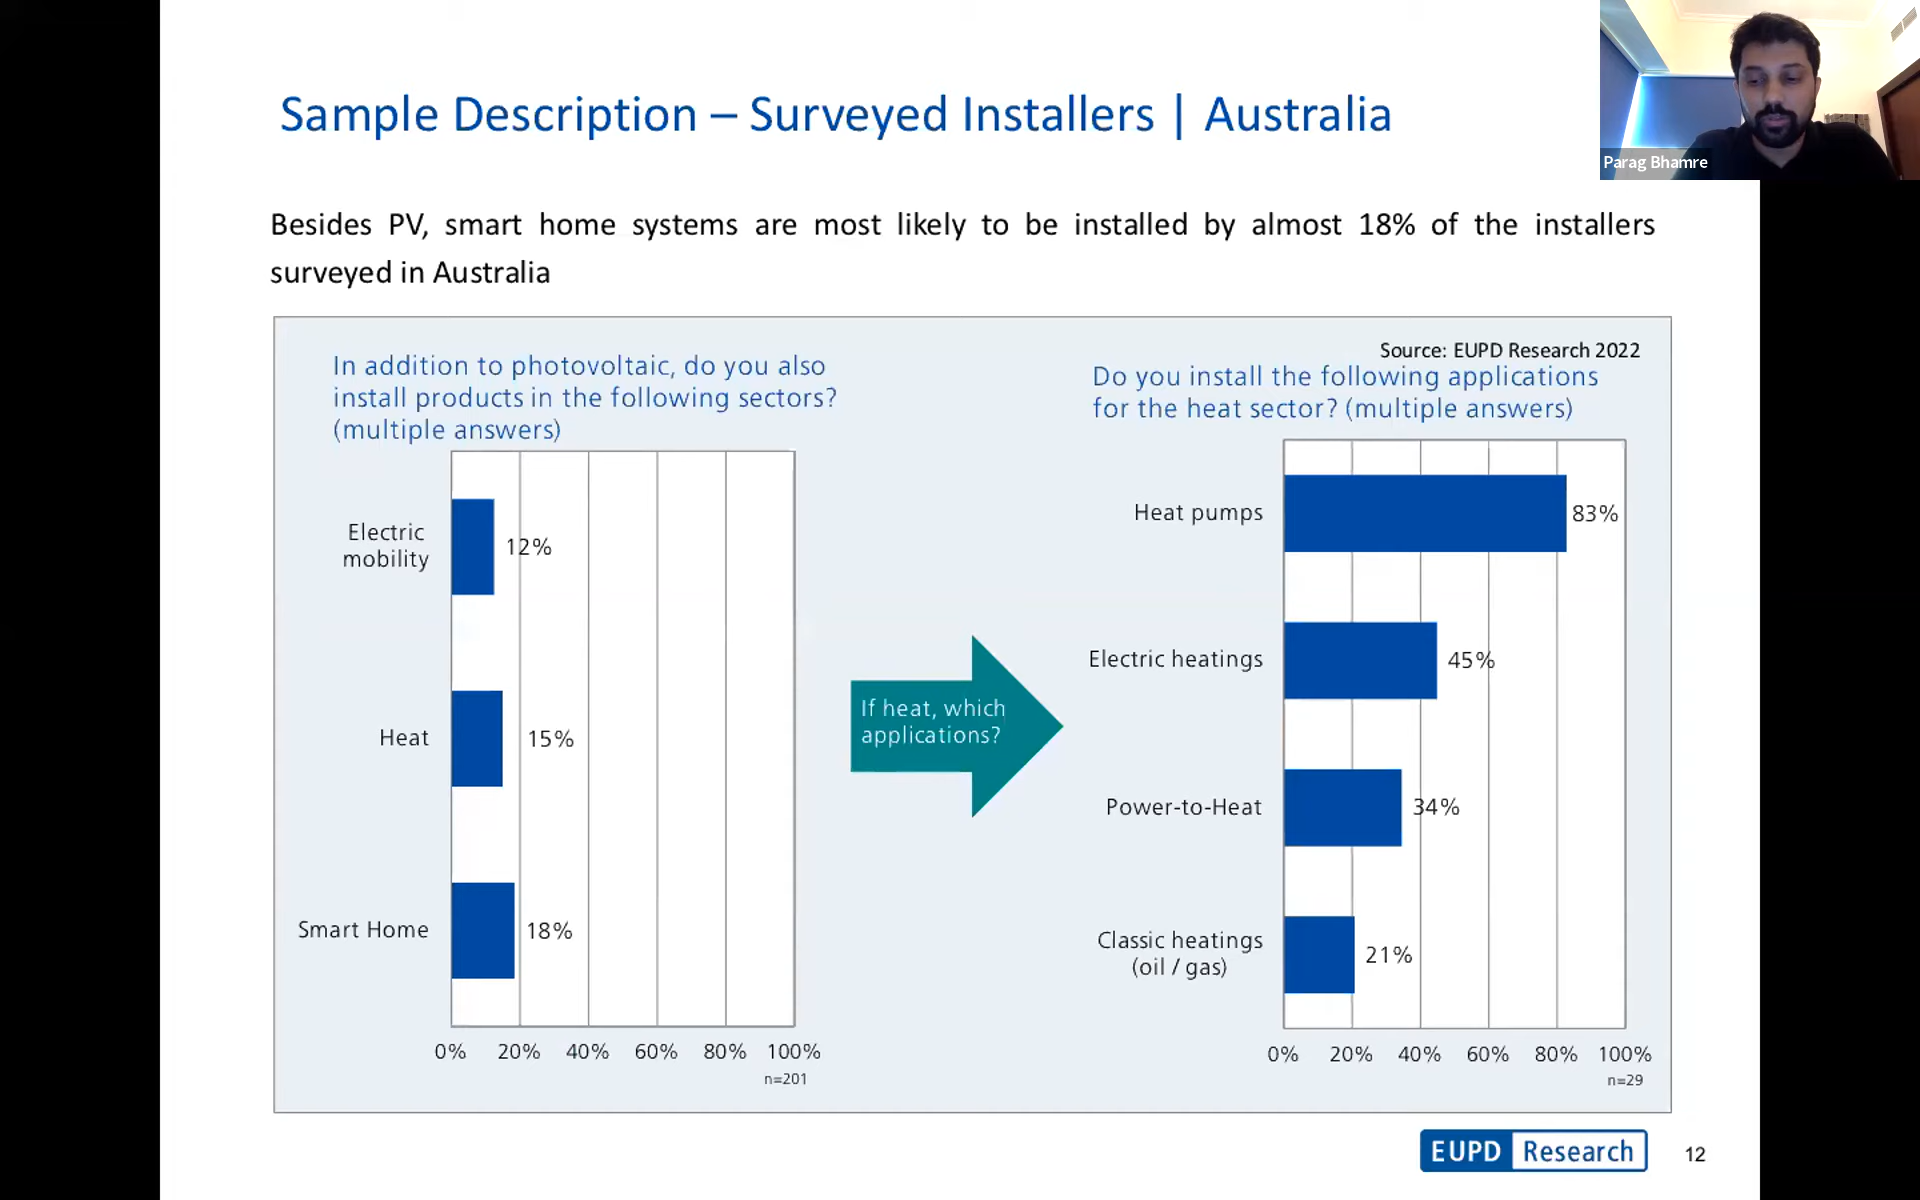 Sample Description – Surveyed Installers | Australia
Parag Bhamre
Besides PV, smart home systems are most likely to be installed by almost 18% of the installers
surveyed in Australia
In addition to photovoltaic, do you also
install products in the following sectors?
(multiple answers)
Electric
mobility
12%
Heat
15%
Smart Home
18%
0% 20% 40% 60% 80% 100%
n=201
If heat, which
applications?
Source: EUPD Research 2022
Do you install the following applications
for the heat sector? (multiple answers)
Heat pumps
83%
Electric heatings
45%
Power-to-Heat
34%
Classic heatings
(oil / gas)
21%
0% 20% 40% 60% 80% 100%
n=29
EUPD Research
12